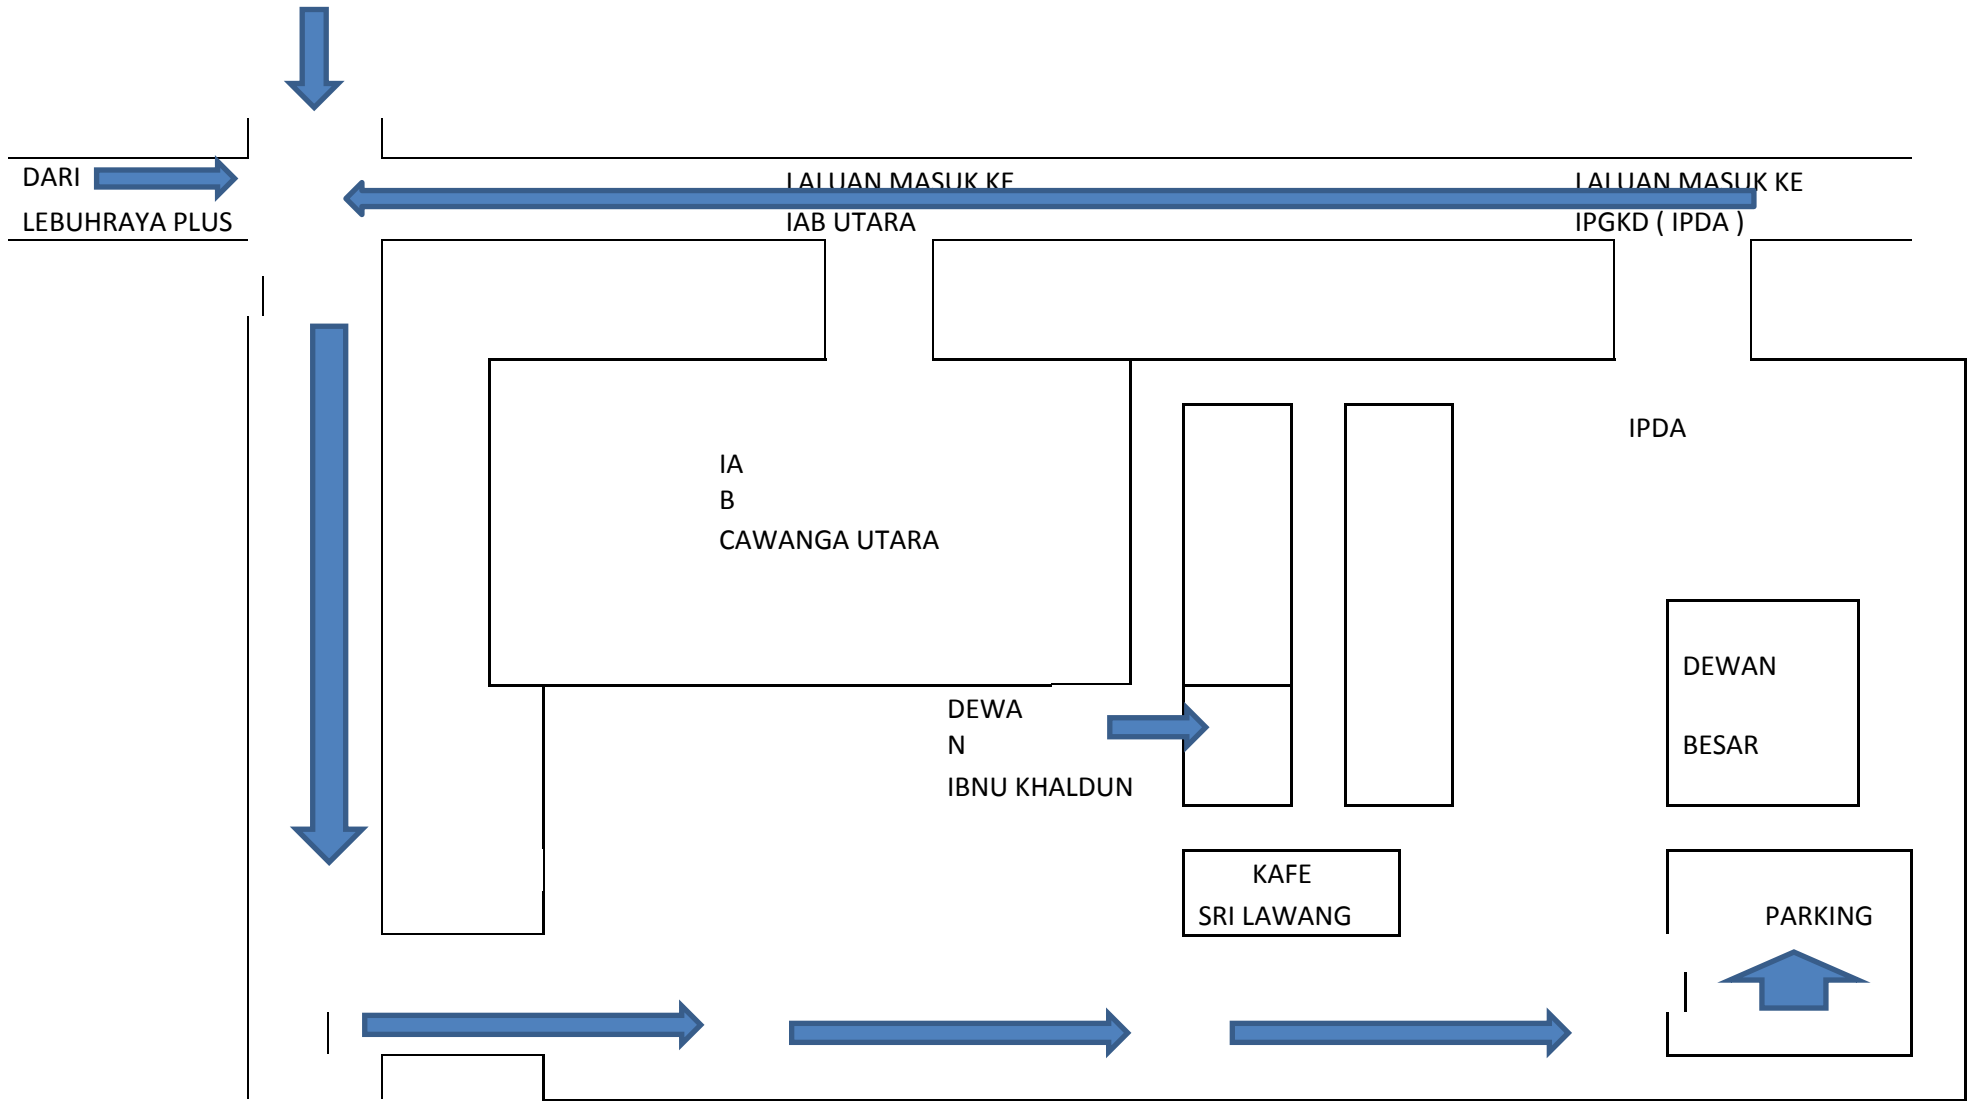 DARI
LEBUHRAYA PLUS
LALUAN MASUK KE
IAB UTARA
LALUAN MASUK KE
IPGKD ( IPDA )
IPDA
IA
B
CAWANGA UTARA
DEWAN
BESAR
DEWA
N
IBNU KHALDUN
KAFE
SRI LAWANG
PARKING